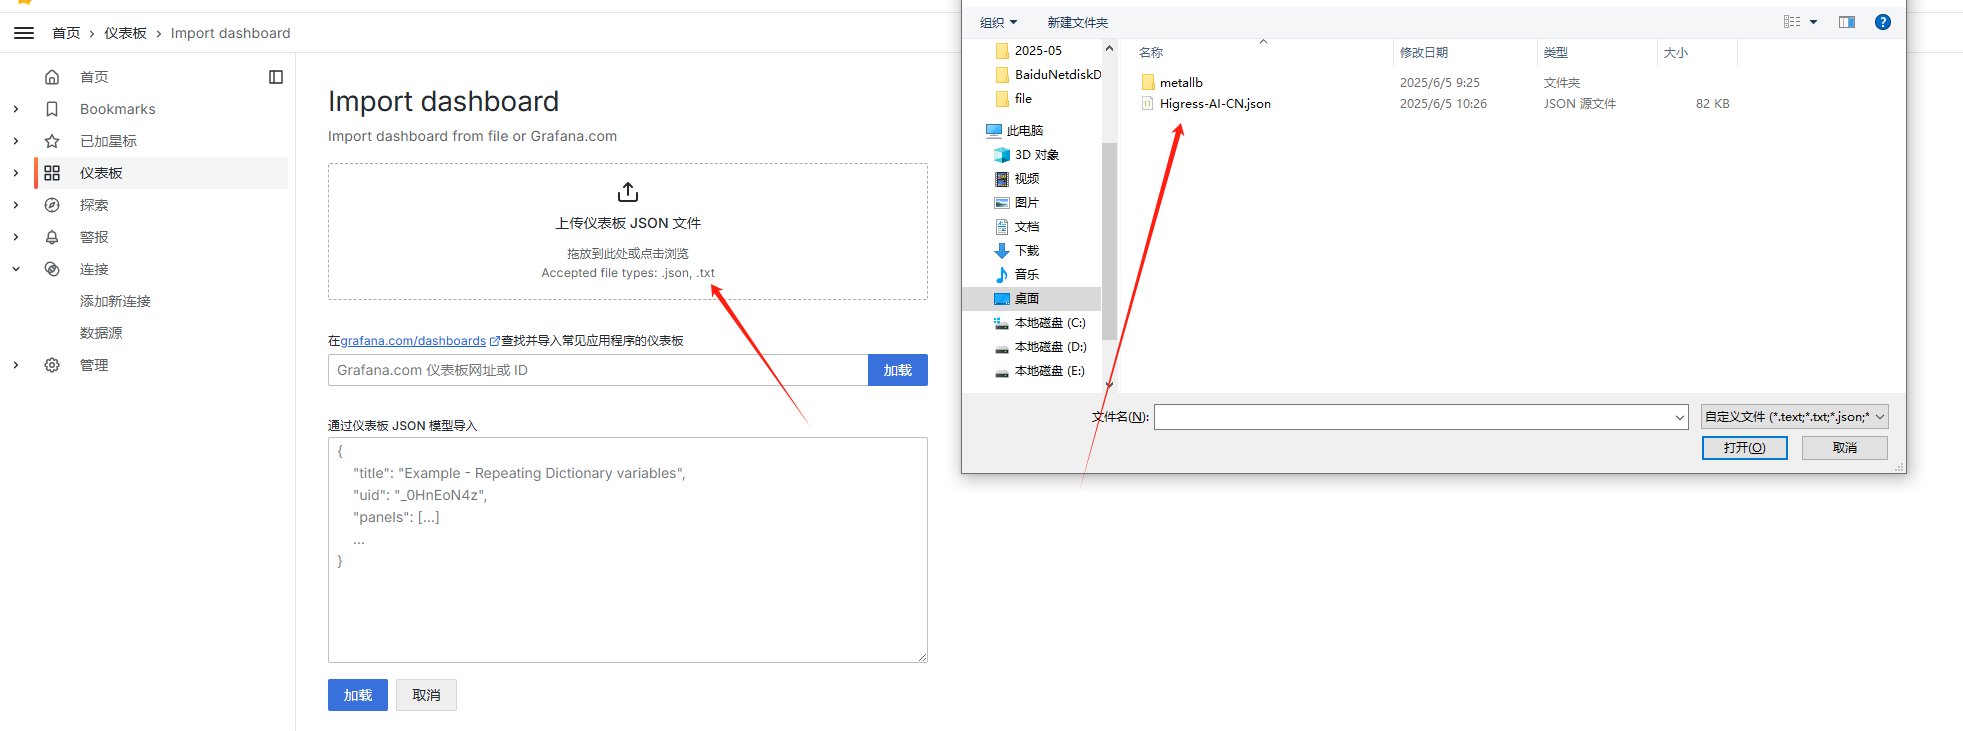 首页 › 仪表板 › Import dashboard
首页
Bookmarks
已加星标
仪表板
探索
警报
连接
添加新连接
数据源
管理
Import dashboard
Import dashboard from file or Grafana.com
上传仪表板 JSON 文件
拖放到此处或点击浏览
Accepted file types: .json, .txt
在grafana.com/dashboards 查找并导入常见应用程序的仪表板
Grafana.com 仪表板网址或 ID
加载
通过仪表板 JSON 模型导入
{
"title": "Example - Repeating Dictionary variables",
"uid": "_0HnEoN4z",
"panels": [...]
...
}
加载 取消
组织 新建文件夹
2025-05
BaiduNetdiskD
file
此电脑
3D 对象
视频
图片
文档
下载
音乐
桌面
本地磁盘 (C:)
本地磁盘 (D:)
本地磁盘 (E:)
名称 修改日期 类型 大小
metallb 2025/6/5 9:25 文件夹
Higress-AI-CN.json 2025/6/5 10:26 JSON 源文件 82 KB
文件名(N): 自定义文件 (*.text;*.txt;*.json;*
打开(O) 取消